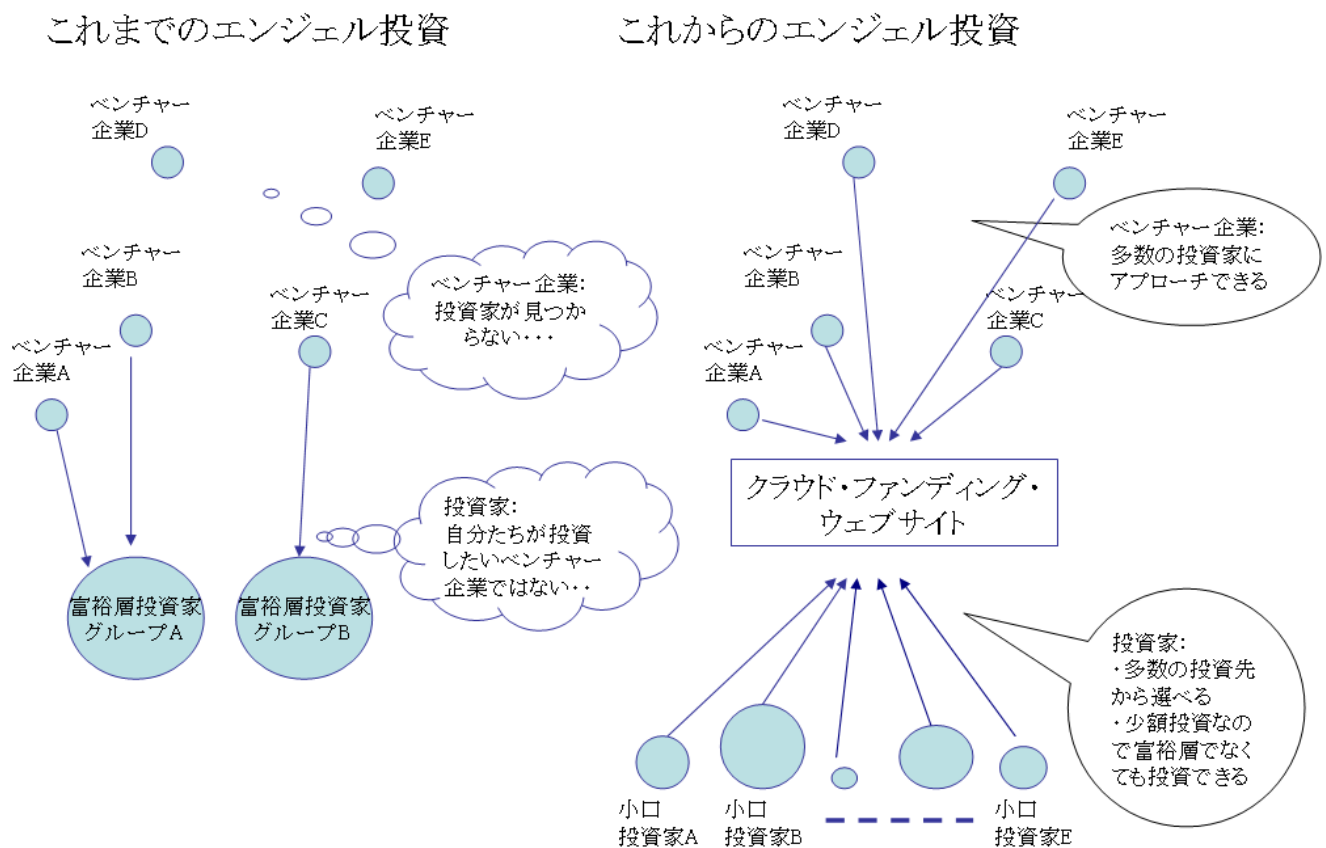 これまでのエンジェル投資
ベンチャー
企業D
ベンチャー
企業E
ベンチャー
企業B
ベンチャー
企業C
ベンチャー
企業A
ベンチャー企業:
投資家が見つか
らない・・・
投資家:
自分たちが投資
したいベンチャー
企業ではない・・
富裕層投資家
グループA
富裕層投資家
グループB
これからのエンジェル投資
ベンチャー
企業D
ベンチャー
企業E
ベンチャー
企業B
ベンチャー
企業C
ベンチャー
企業A
ベンチャー企業:
多数の投資家に
アプローチできる
クラウド・ファンディング・
ウェブサイト
投資家:
・多数の投資先
から選べる
・少額投資なの
で富裕層でなく
ても投資できる
小口
投資家A
小口
投資家B
小口
投資家E